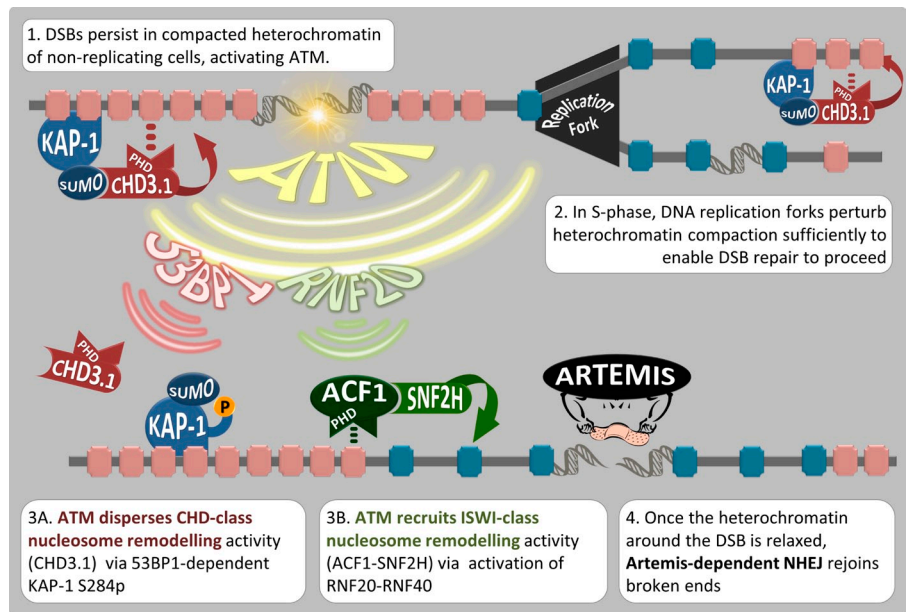 1. DSBs persist in compacted heterochromatin
of non-replicating cells, activating ATM.
KAP-1
SUMO
PHD
CHD3.1
ATM
Replication
Fork
KAP-1
SUMO
PHD
CHD3.1
2. In S-phase, DNA replication forks perturb
heterochromatin compaction sufficiently to
enable DSB repair to proceed
53BP1
RNF20
PHD
CHD3.1
SUMO
KAP-1
P
ACF1
PHD
SNF2H
ARTEMIS
3A. ATM disperses CHD-class
nucleosome remodelling activity
(CHD3.1) via 53BP1-dependent
KAP-1 S284p
3B. ATM recruits ISWI-class
nucleosome remodelling activity
(ACF1-SNF2H) via activation of
RNF20-RNF40
4. Once the heterochromatin
around the DSB is relaxed,
Artemis-dependent NHEJ rejoins
broken ends